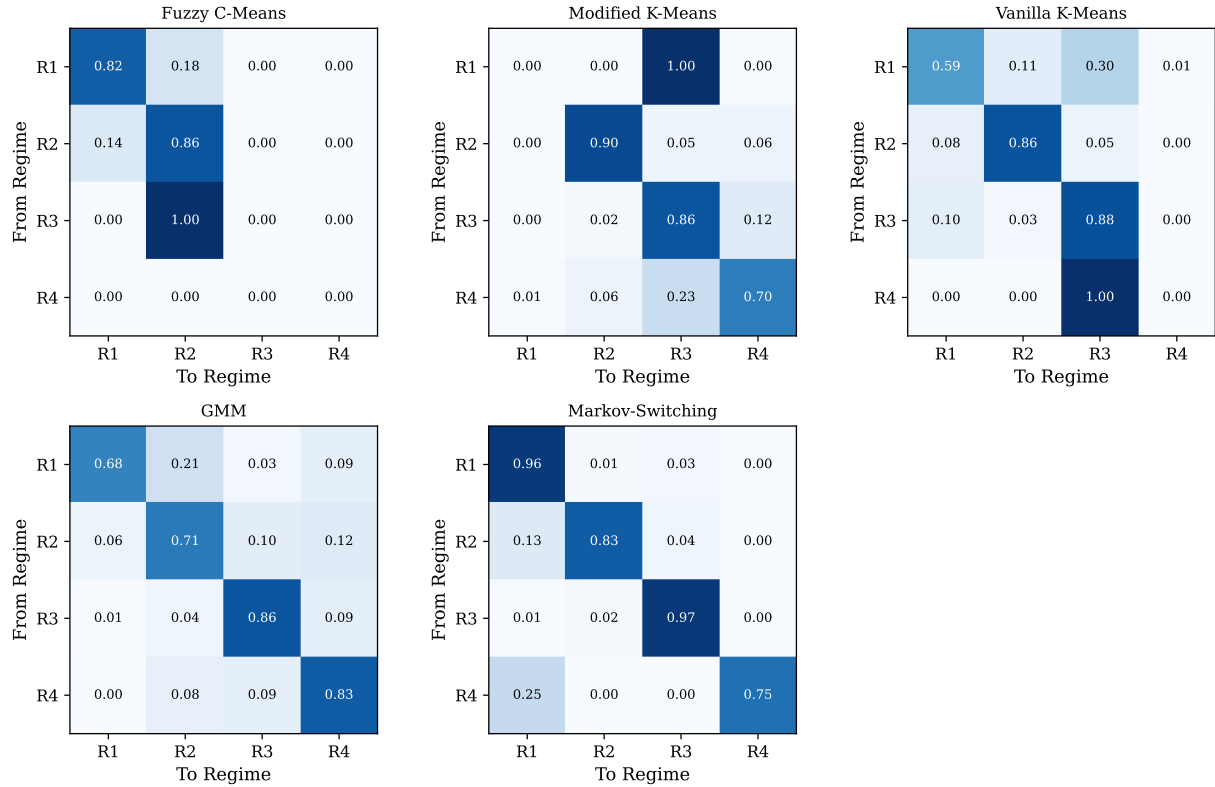 Fuzzy C-Means
From Regime
R1 0.82 0.18 0.00 0.00
R2 0.14 0.86 0.00 0.00
R3 0.00 1.00 0.00 0.00
R4 0.00 0.00 0.00 0.00
R1 R2 R3 R4
To Regime
Modified K-Means
From Regime
R1 0.00 0.00 1.00 0.00
R2 0.00 0.90 0.05 0.06
R3 0.00 0.02 0.86 0.12
R4 0.01 0.06 0.23 0.70
R1 R2 R3 R4
To Regime
Vanilla K-Means
From Regime
R1 0.59 0.11 0.30 0.01
R2 0.08 0.86 0.05 0.00
R3 0.10 0.03 0.88 0.00
R4 0.00 0.00 1.00 0.00
R1 R2 R3 R4
To Regime
GMM
From Regime
R1 0.68 0.21 0.03 0.09
R2 0.06 0.71 0.10 0.12
R3 0.01 0.04 0.86 0.09
R4 0.00 0.08 0.09 0.83
R1 R2 R3 R4
To Regime
Markov-Switching
From Regime
R1 0.96 0.01 0.03 0.00
R2 0.13 0.83 0.04 0.00
R3 0.01 0.02 0.97 0.00
R4 0.25 0.00 0.00 0.75
R1 R2 R3 R4
To Regime